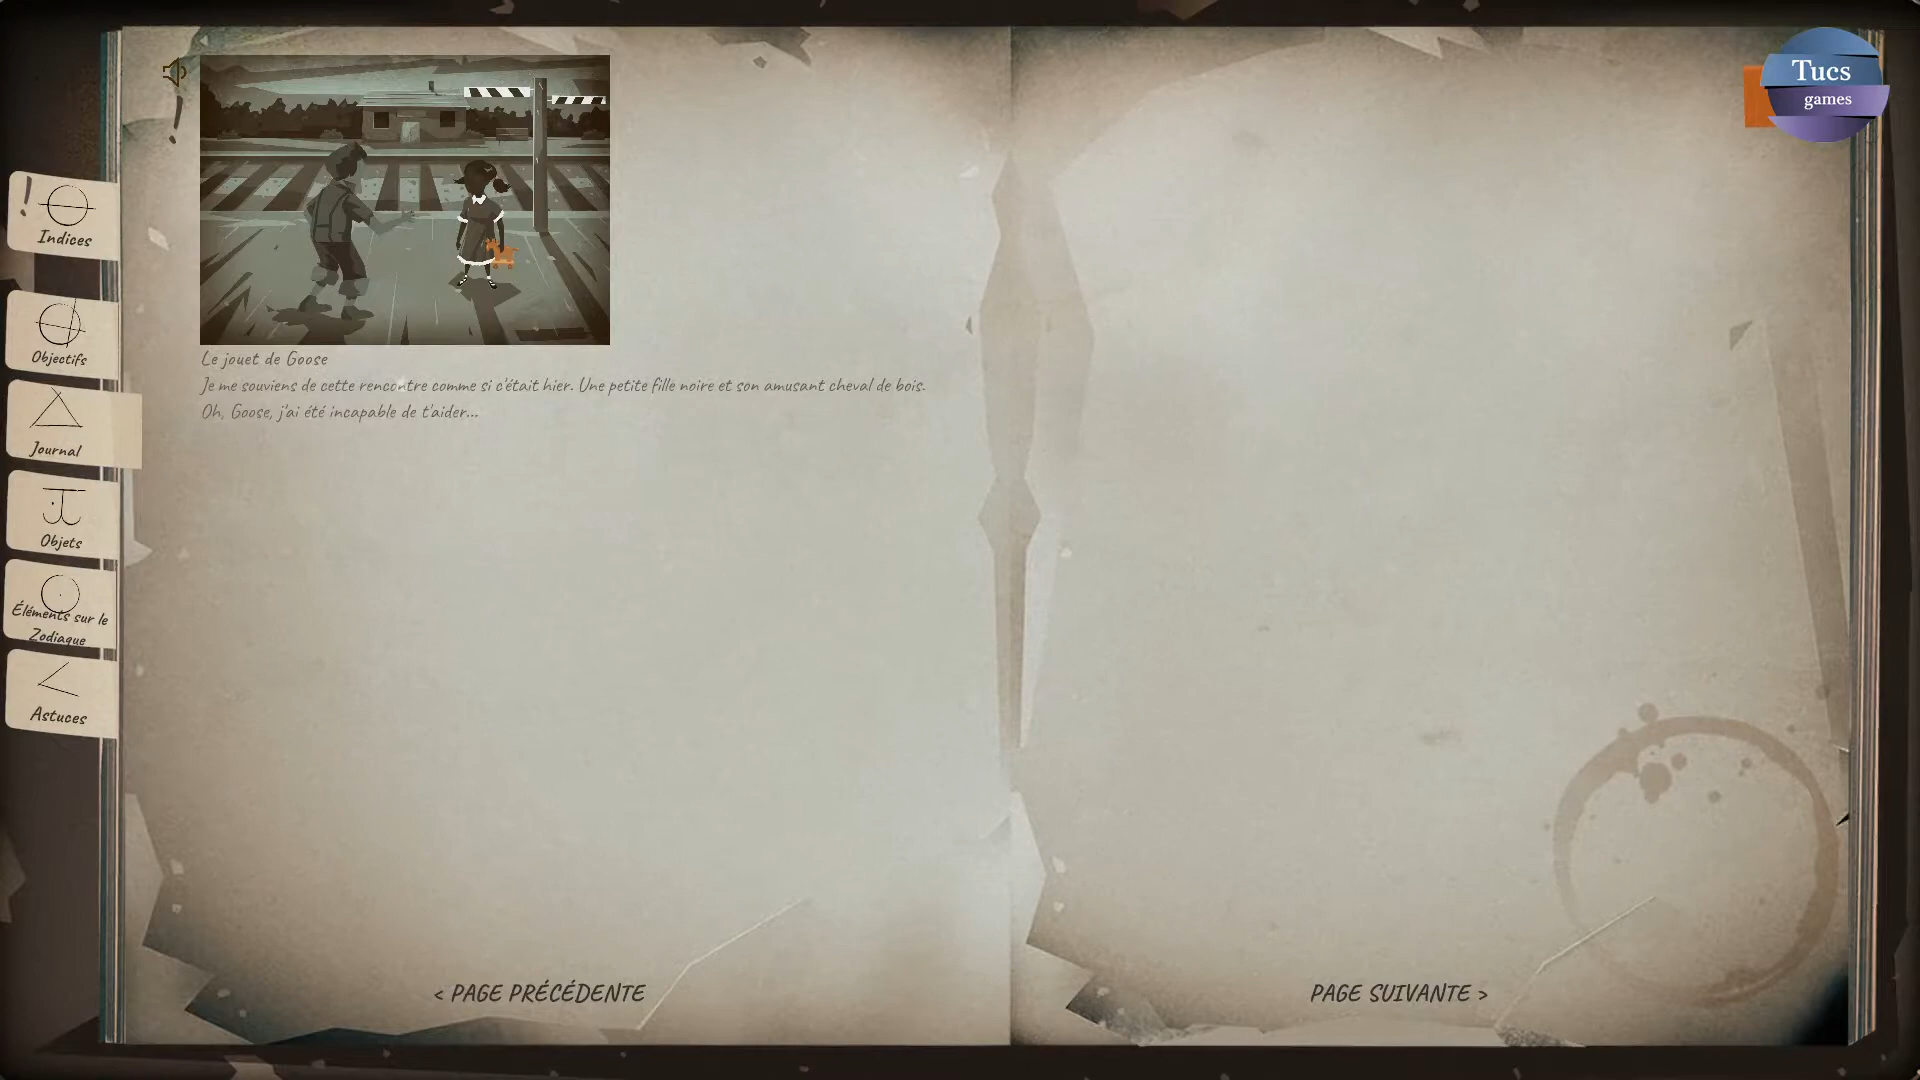 Tucs
games
Indices
Objectifs
Journal
Objets
Éléments sur le
Zodiaque
Astuces
Le jouet de Goose
Je me souviens de cette rencontre comme si c'était hier. Une petite fille noire et son amusant cheval de bois.
Oh, Goose, j'ai été incapable de t'aider...
< PAGE PRÉCÉDENTE
PAGE SUIVANTE >